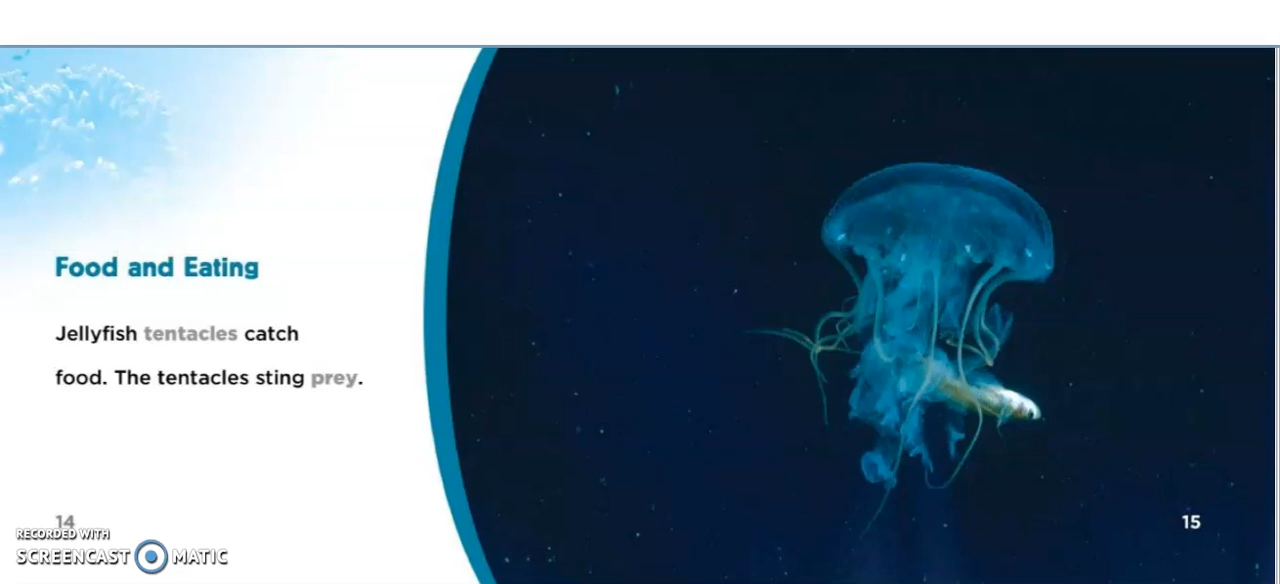 Food and Eating
Jellyfish tentacles catch
food. The tentacles sting prey.
14
15
RECORDED WITH
SCREENCAST MATIC